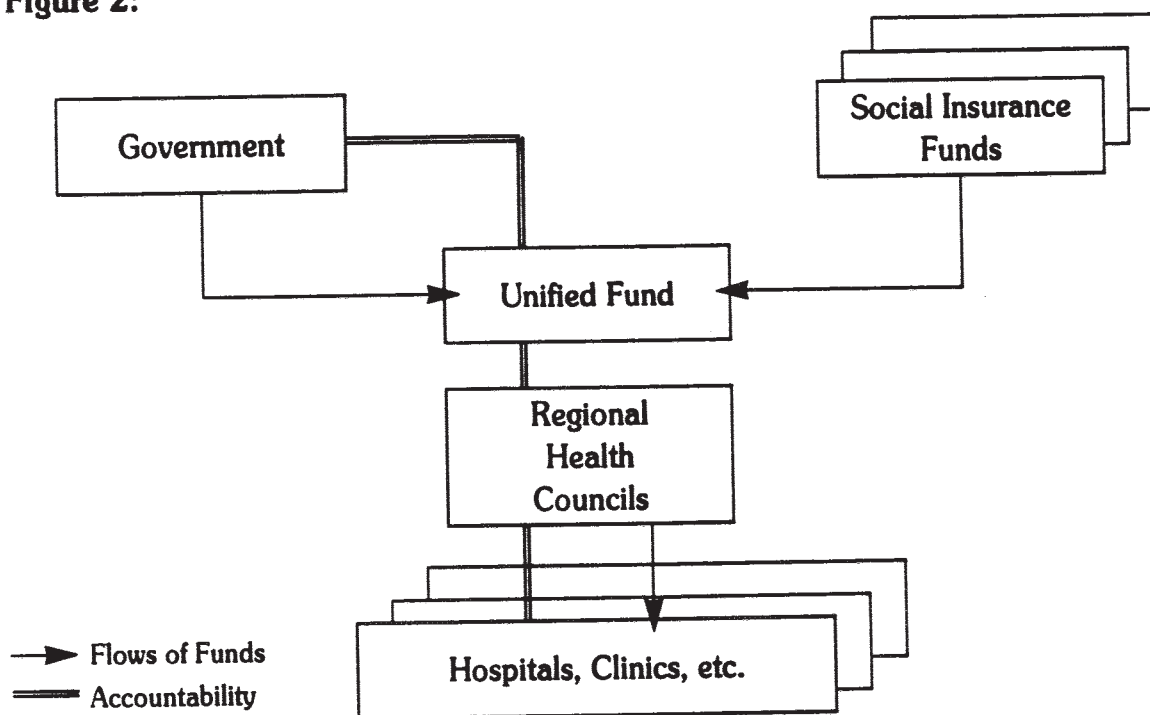 Figure 2:
Government
Social Insurance
Funds
Unified Fund
Regional
Health
Councils
Hospitals, Clinics, etc.
Flows of Funds
Accountability